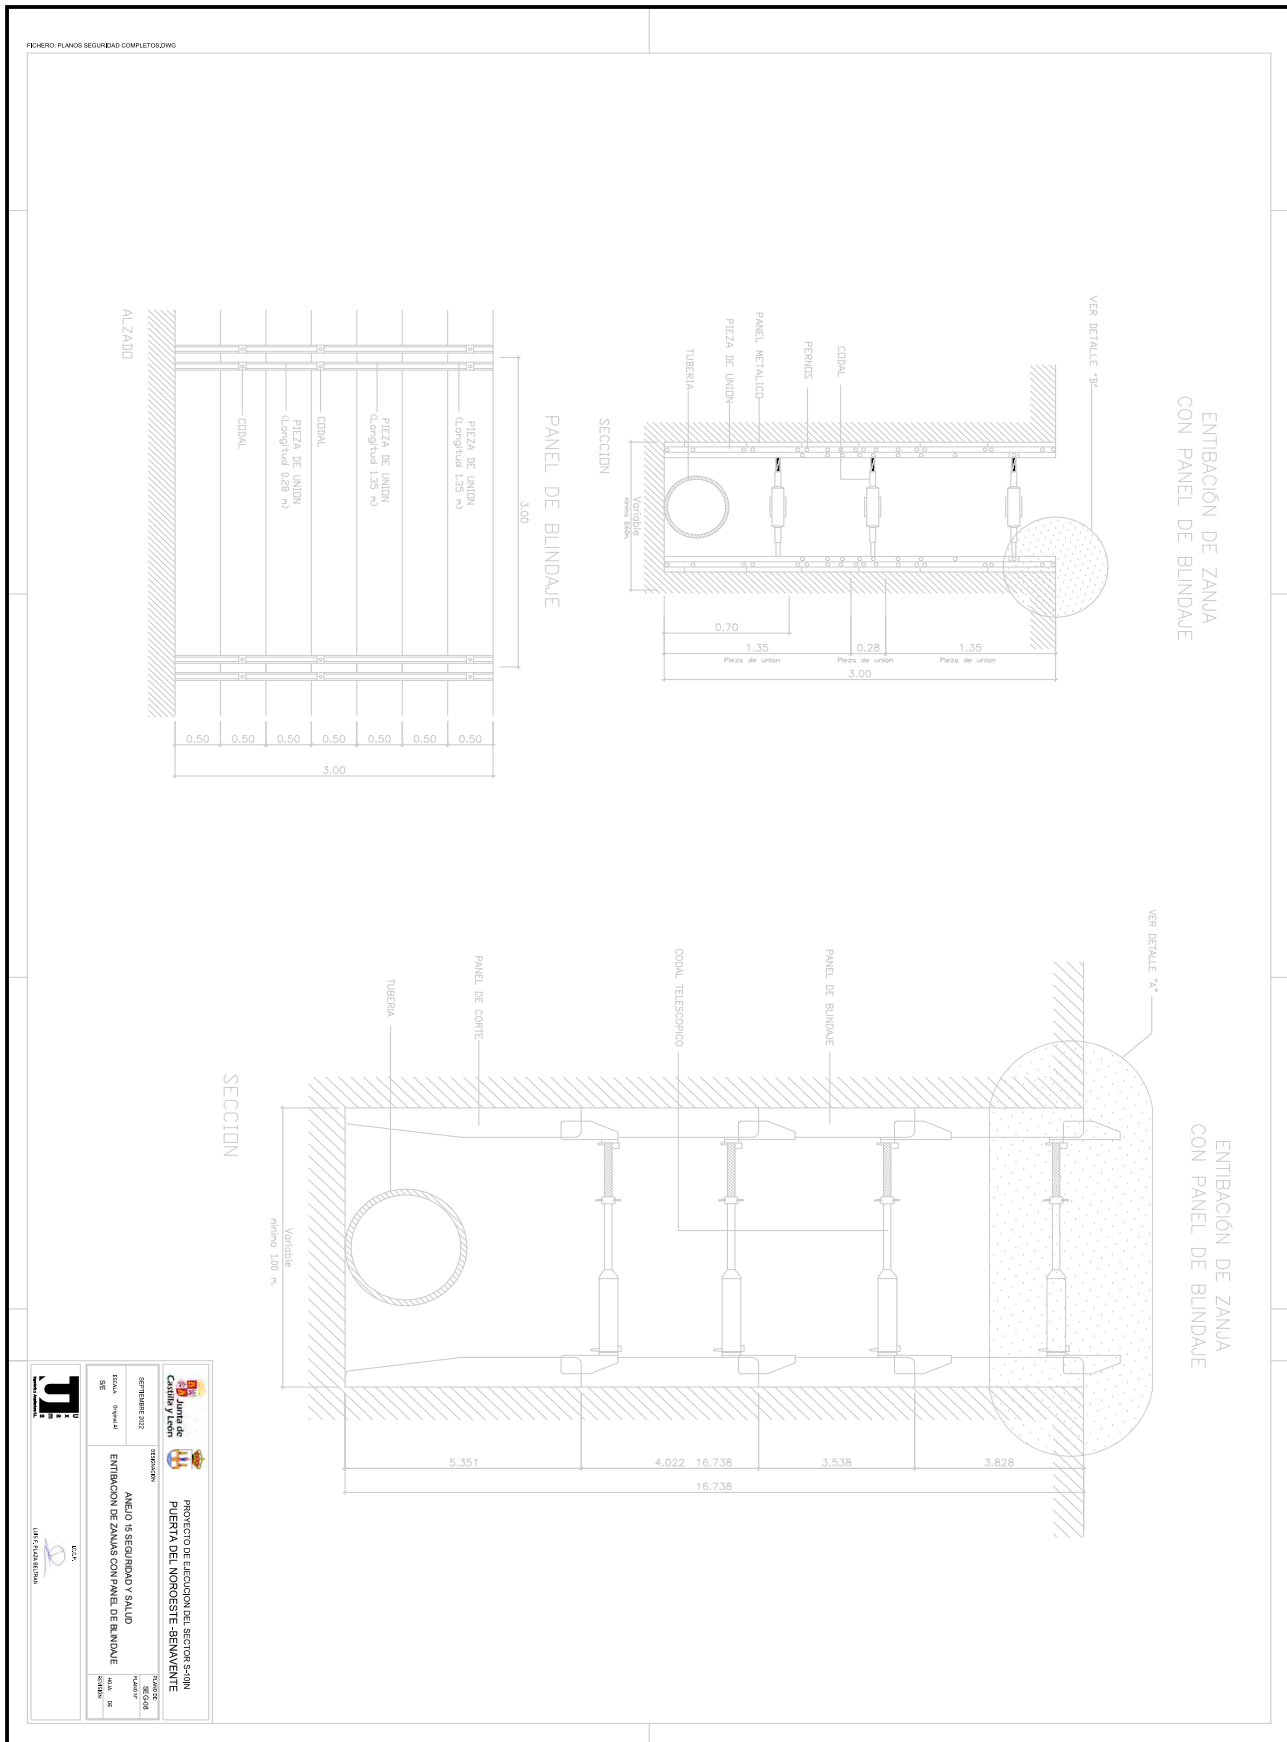 FICHERO: PLANOS SEGURIDAD COMPLETOS.DWG
ENTIBACIÓN DE ZANJA
CON PANEL DE BLINDAJE
VER DETALLE "B"
CODAL
PERNOS
PANEL METALICO
PIEZA DE UNION
TUBERIA
SECCION
Variable
minimo 0.60m.
0.70
1.35
Pieza de union
0.28
Pieza de union
1.35
Pieza de union
3.00
PANEL DE BLINDAJE
3.00
PIEZA DE UNION
(Longitud 1.35 m)
PIEZA DE UNION
(Longitud 1.35 m)
CODAL
PIEZA DE UNION
(Longitud 0.28 m)
CODAL
ALZADO
0.50
0.50
0.50
0.50
0.50
0.50
0.50
3.00
ENTIBACIÓN DE ZANJA
CON PANEL DE BLINDAJE
VER DETALLE "A"
PANEL DE BLINDAJE
CODAL TELESCOPICO
PANEL DE CORTE
TUBERIA
SECCION
Variable
minimo 1.00 m.
5.351
4.022
16.738
3.538
3.828
16.738
Junta de
Castilla y León
PROYECTO DE EJECUCION DEL SECTOR S-10IN
PUERTA DEL NOROESTE -BENAVENTE
SEPTIEMBRE 2022
ESCALA:
Original A1
S/E
DESIGNACIÓN:
ANEJO 15 SEGURIDAD Y SALUD
ENTIBACION DE ZANJAS CON PANEL DE BLINDAJE
PLANO DE:
SEG-08
PLANO Nº
HOJA: DE
REVISION:
Uxama
LUIS F. PLAZA BELTRAN